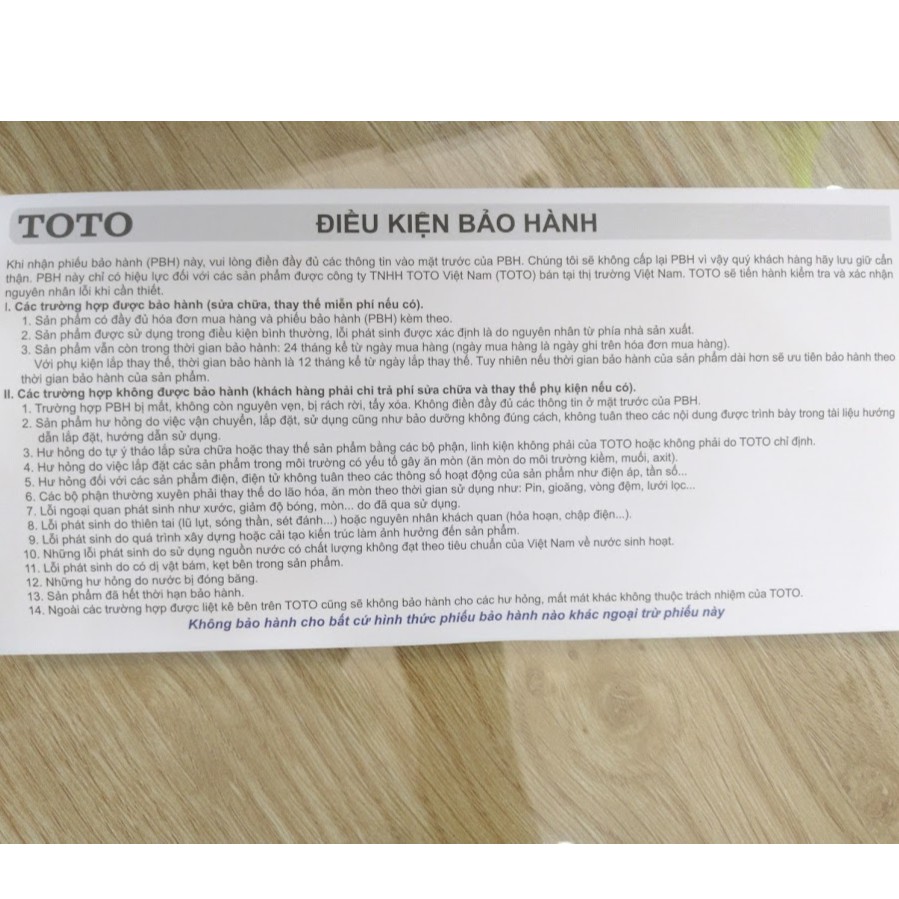 TOTO ĐIỀU KIỆN BẢO HÀNH
Khi nhận phiếu bảo hành (PBH) này, vui lòng điền đầy đủ các thông tin vào mặt trước của PBH. Chúng tôi sẽ không cấp lại PBH vì vậy quý khách hàng hãy lưu giữ cẩn
thận. PBH này chỉ có hiệu lực đối với các sản phẩm được công ty TNHH TOTO Việt Nam (TOTO) bán tại thị trường Việt Nam. TOTO sẽ tiến hành kiểm tra và xác nhận
nguyên nhân lỗi khi cần thiết.
I. Các trường hợp được bảo hành (sửa chữa, thay thế miễn phí nếu có).
1. Sản phẩm có đầy đủ hóa đơn mua hàng và phiếu bảo hành (PBH) kèm theo.
2. Sản phẩm được sử dụng trong điều kiện bình thường, lỗi phát sinh được xác định là do nguyên nhân từ phía nhà sản xuất.
3. Sản phẩm vẫn còn trong thời gian bảo hành: 24 tháng kể từ ngày mua hàng (ngày mua hàng là ngày ghi trên hóa đơn mua hàng).
Với phụ kiện lắp thay thế, thời gian bảo hành là 12 tháng kể từ ngày lắp thay thế. Tuy nhiên nếu thời gian bảo hành của sản phẩm dài hơn sẽ ưu tiên bảo hành theo
thời gian bảo hành của sản phẩm.
II. Các trường hợp không được bảo hành (khách hàng phải chi trả phí sửa chữa và thay thế phụ kiện nếu có).
1. Trường hợp PBH bị mất, không còn nguyên vẹn, bị rách rời, tẩy xóa. Không điền đầy đủ các thông tin ở mặt trước của PBH.
2. Sản phẩm hư hỏng do việc vận chuyển, lắp đặt, sử dụng cũng như bảo dưỡng không đúng cách, không tuân theo các nội dung được trình bày trong tài liệu hướng
dẫn lắp đặt, hướng dẫn sử dụng.
3. Hư hỏng do tự ý tháo lắp sửa chữa hoặc thay thế sản phẩm bằng các bộ phận, linh kiện không phải của TOTO hoặc không phải do TOTO chỉ định.
4. Hư hỏng do việc lắp đặt các sản phẩm trong môi trường có yếu tố gây ăn mòn (ăn mòn do môi trường kiềm, muối, axit).
5. Hư hỏng đối với các sản phẩm điện, điện tử không tuân theo các thông số hoạt động của sản phẩm như điện áp, tần số...
6. Các bộ phận thường xuyên phải thay thế do lão hóa, ăn mòn theo thời gian sử dụng như: Pin, gioăng, vòng đệm, lưới lọc...
7. Lỗi ngoại quan phát sinh như xước, giảm độ bóng, mòn... do đã qua sử dụng.
8. Lỗi phát sinh do thiên tai (lũ lụt, sóng thần, sét đánh...) hoặc nguyên nhân khách quan (hỏa hoạn, chập điện...).
9. Lỗi phát sinh do quá trình xây dựng hoặc cải tạo kiến trúc làm ảnh hưởng đến sản phẩm.
10. Những lỗi phát sinh do sử dụng nguồn nước có chất lượng không đạt theo tiêu chuẩn của Việt Nam về nước sinh hoạt.
11. Lỗi phát sinh do có dị vật bám, kẹt bên trong sản phẩm.
12. Những hư hỏng do nước bị đóng băng.
13. Sản phẩm đã hết thời hạn bảo hành.
14. Ngoài các trường hợp được liệt kê bên trên TOTO cũng sẽ không bảo hành cho các hư hỏng, mất mát khác không thuộc trách nhiệm của TOTO.
Không bảo hành cho bất cứ hình thức phiếu bảo hành nào khác ngoại trừ phiếu này